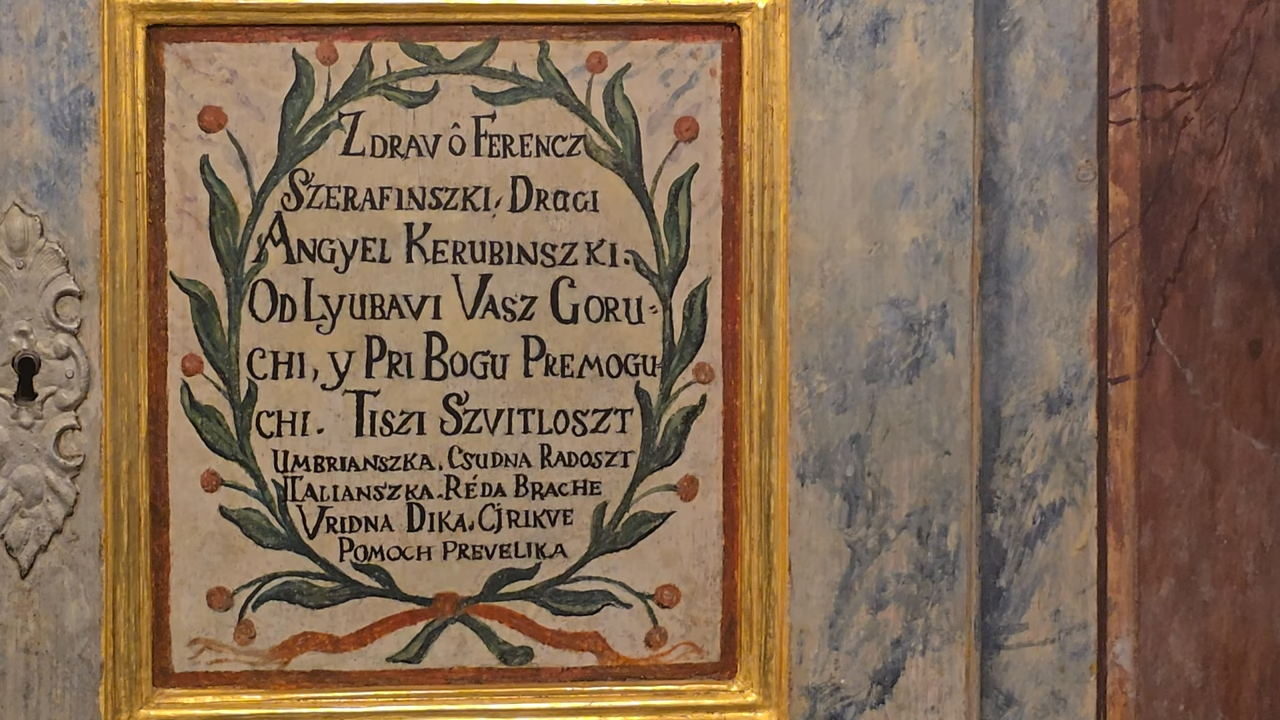 ZDRAV Ô FERENCZ
SZERAFINSZKI, DRAGI
ANGYEL KERUBINSZKI.
OD LYUBAVI VASZ GORU-
CHI, y PRI BOGU PREMOGU-
CHI. TISZI SZVITLOSZT
UMBRIANSZKA. CSUDNA RADOSZT
ITALIANSZKA. RÉDA BRACHE
VRIDNA DIKA. CJRIKVE
POMOCH PREVELIKA